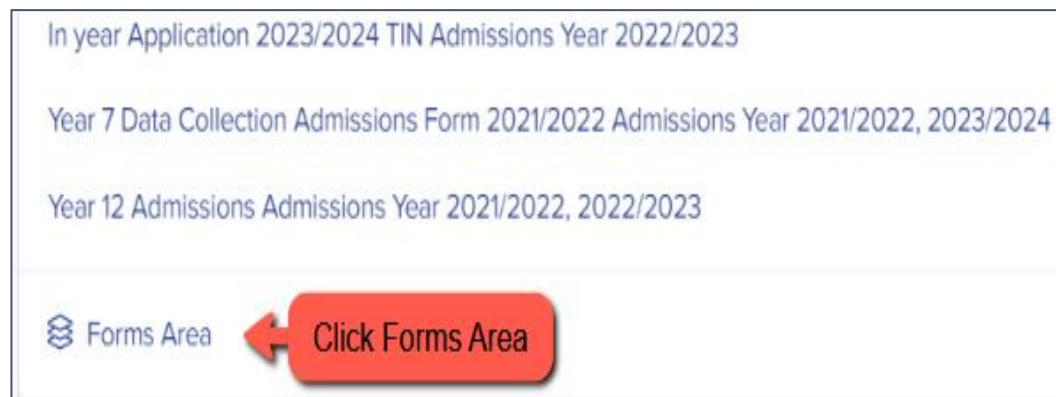 In year Application 2023/2024 TIN Admissions Year 2022/2023
Year 7 Data Collection Admissions Form 2021/2022 Admissions Year 2021/2022, 2023/2024
Year 12 Admissions Admissions Year 2021/2022, 2022/2023
Forms Area
Click Forms Area